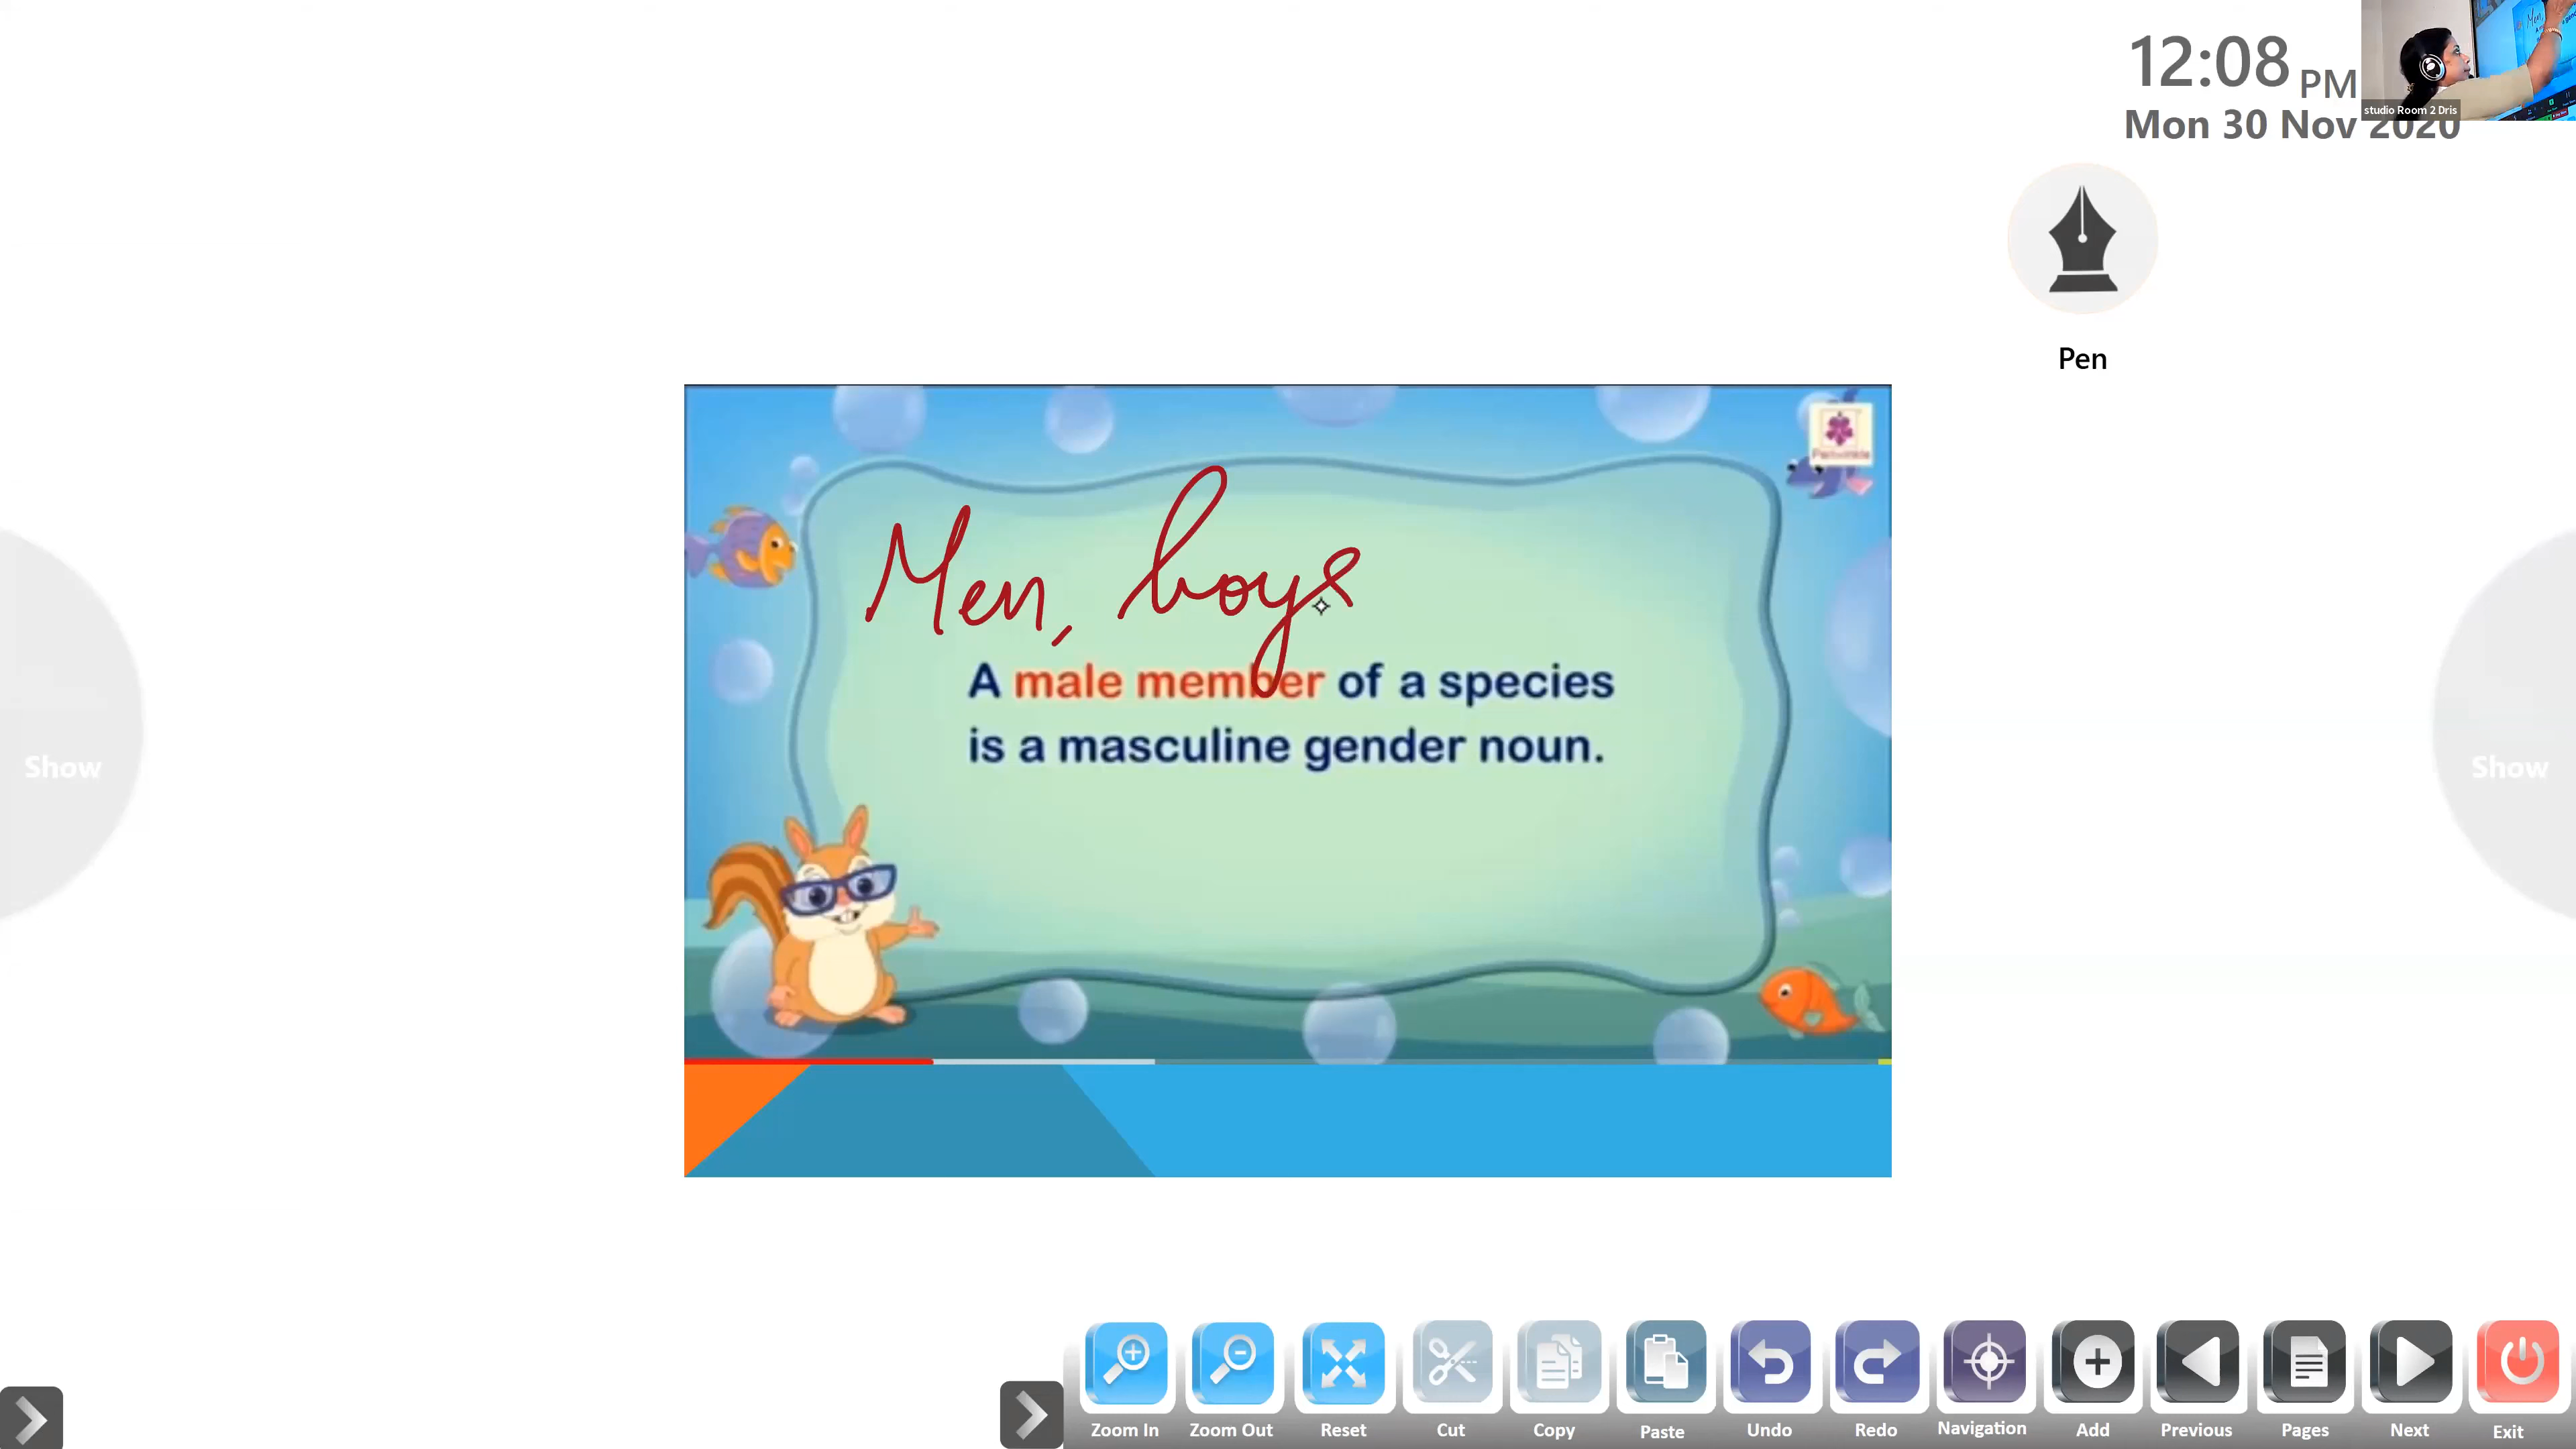 12:08 PM
Mon 30 Nov 2020
studio Room 2 Dris
Pen
Periwinkle
Men, boys
A male member of a species
is a masculine gender noun.
Show
Show
Zoom In Zoom Out Reset Cut Copy Paste Undo Redo Navigation Add Previous Pages Next Exit